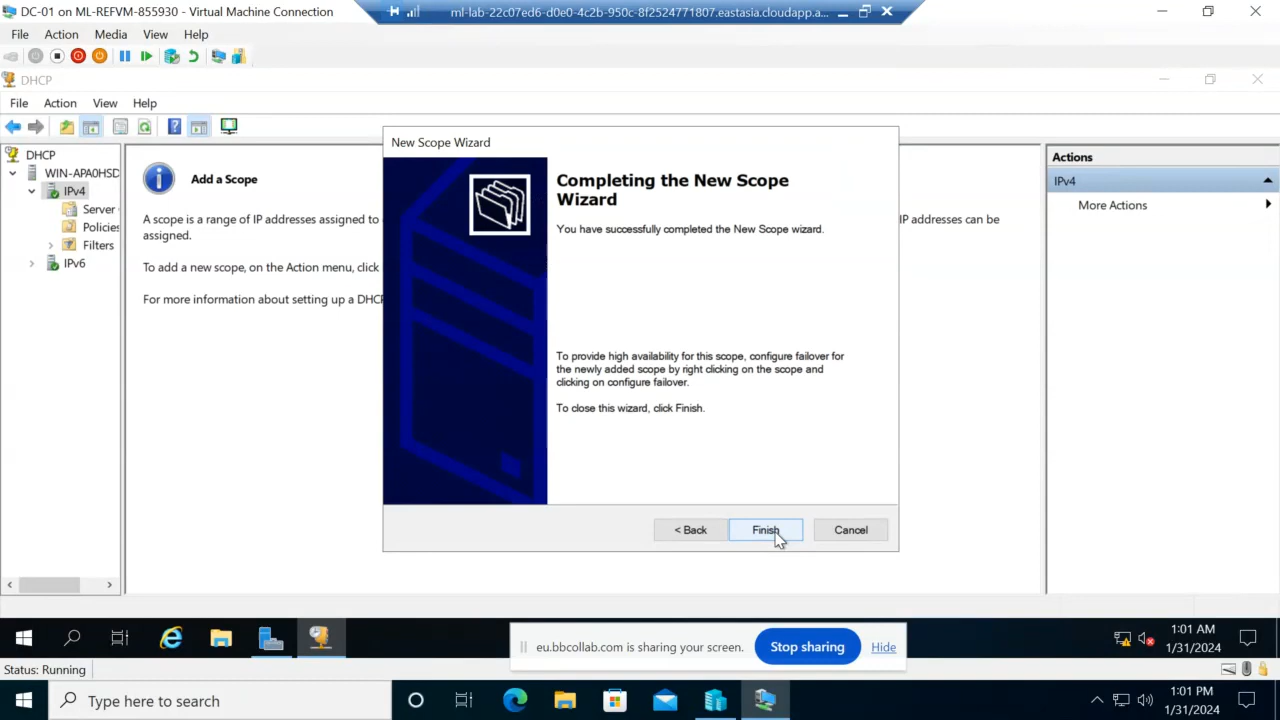 DC-01 on ML-REFVM-855930 - Virtual Machine Connection
ml-lab-22c07ed6-d0e0-4c2b-950c-8f2524771807.eastasia.cloudapp.a...
File Action Media View Help
DHCP
File Action View Help
DHCP
WIN-APA0HSD
IPv4
Server
Policies
Filters
IPv6
Add a Scope
A scope is a range of IP addresses assigned to
IP addresses can be
assigned.
To add a new scope, on the Action menu, click
For more information about setting up a DHCP
New Scope Wizard
Completing the New Scope
Wizard
You have successfully completed the New Scope wizard.
To provide high availability for this scope, configure failover for
the newly added scope by right clicking on the scope and
clicking on configure failover.
To close this wizard, click Finish.
< Back Finish Cancel
Actions
IPv4
More Actions
eu.bbcollab.com is sharing your screen. Stop sharing Hide
1:01 AM
1/31/2024
Status: Running
Type here to search
1:01 PM
1/31/2024